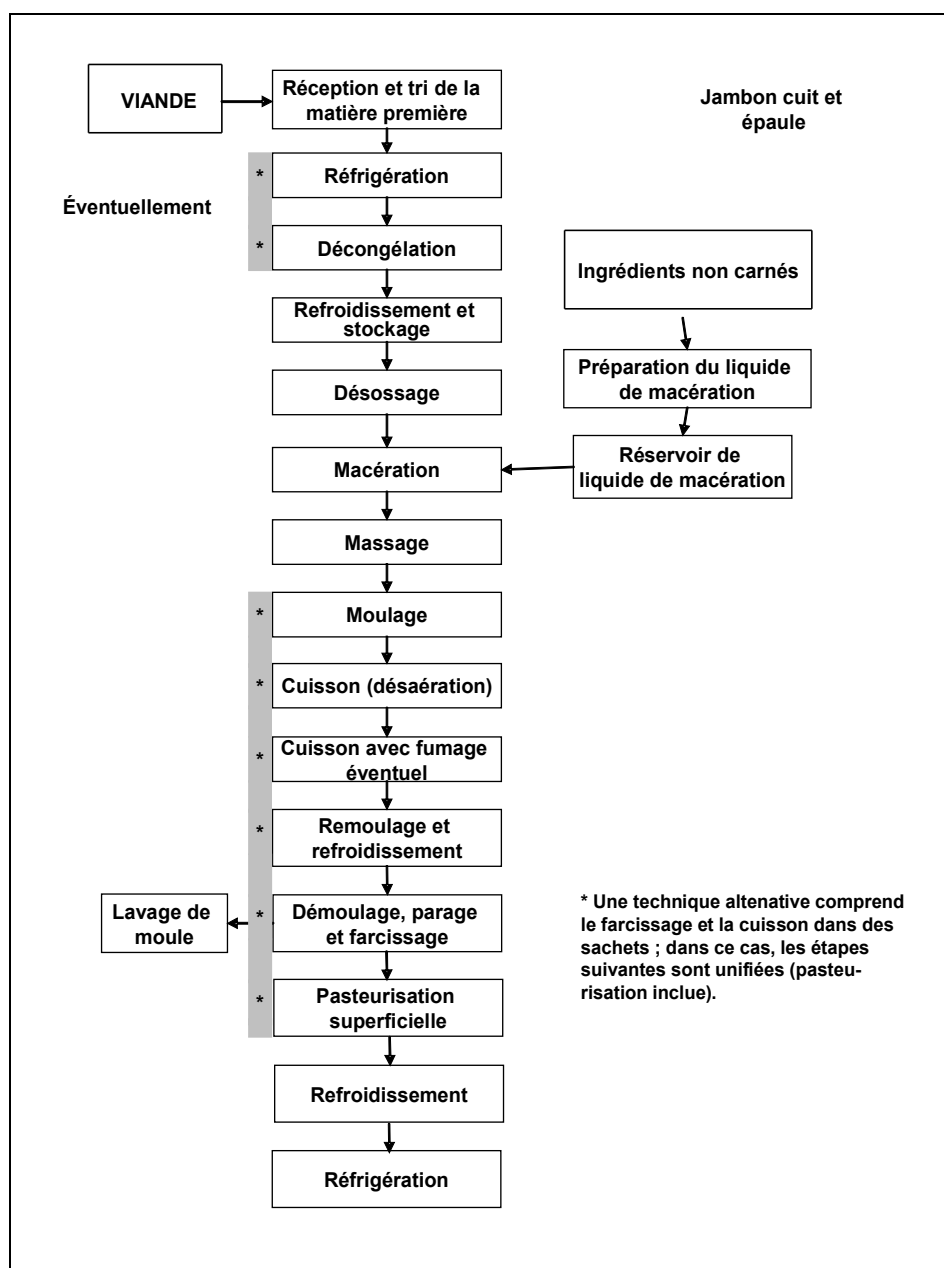 VIANDE
Réception et tri de la
matière première
Jambon cuit et
épaule
* Réfrigération
Éventuellement
* Décongélation
Ingrédients non carnés
Refroidissement et
stockage
Préparation du liquide
de macération
Désossage
Réservoir de
liquide de macération
Macération
Massage
* Moulage
* Cuisson (désaération)
* Cuisson avec fumage
éventuel
* Remoulage et
refroidissement
Lavage de
moule
* Démoulage, parage
et farcissage
* Une technique altenative comprend
le farcissage et la cuisson dans des
sachets ; dans ce cas, les étapes
suivantes sont unifiées (pasteu-
risation inclue).
* Pasteurisation
superficielle
Refroidissement
Réfrigération